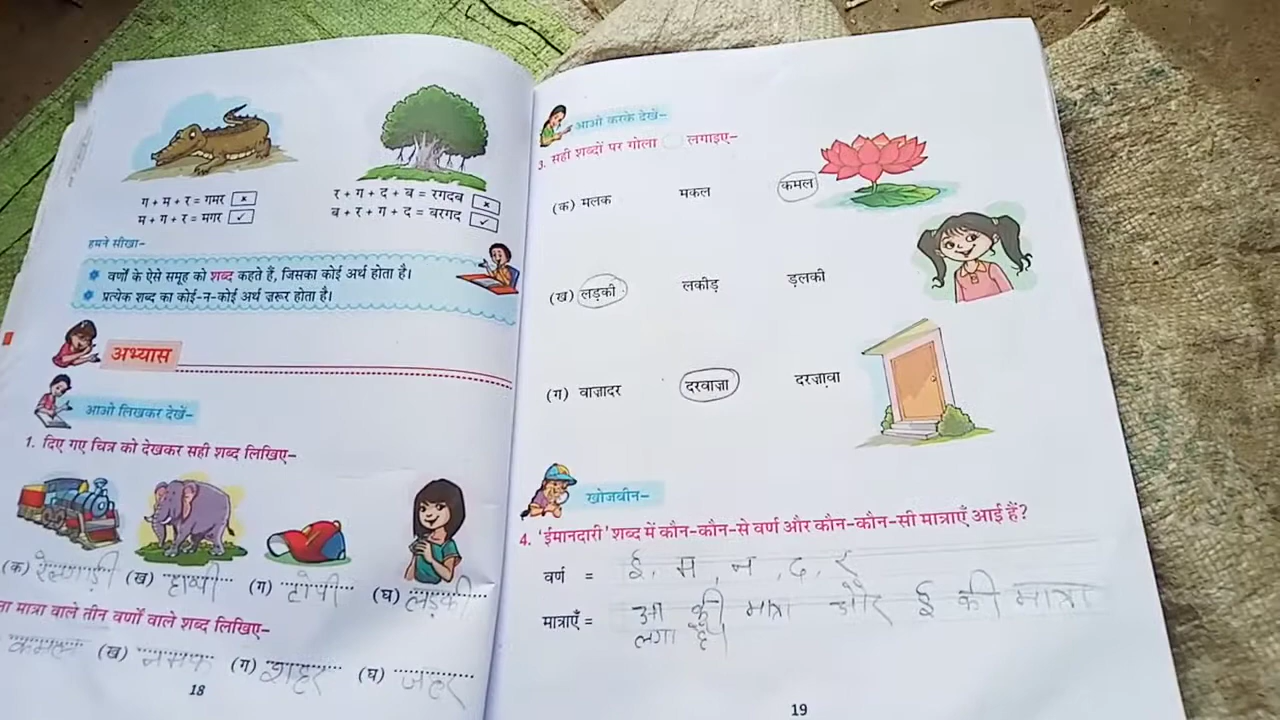 ग + म + र = गमर ×
म + ग + र = मगर ✓
र + ग + द + ब = रगदब ×
ब + र + ग + द = बरगद ✓
हमने सीखा–
वर्णों के ऐसे समूह को शब्द कहते हैं, जिसका कोई अर्थ होता है।
प्रत्येक शब्द का कोई-न-कोई अर्थ ज़रूर होता है।
अभ्यास
आओ लिखकर देखें–
1. दिए गए चित्र को देखकर सही शब्द लिखिए–
(क) रेलगाड़ी (ख) हाथी (ग) टोपी (घ) लड़की
मात्रा वाले तीन वर्णों वाले शब्द लिखिए–
कमल (ख) (ग) शहर (घ) जहर
18
आओ करके देखें–
3. सही शब्दों पर गोला लगाइए–
(क) मलक मकल कमल
(ख) लड़की लकीड़ ड़लकी
(ग) वाज़ादर दरवाज़ा दरज़ावा
खोजबीन–
4. 'ईमानदारी' शब्द में कौन-कौन-से वर्ण और कौन-कौन-सी मात्राएँ आई हैं?
वर्ण = ई, म, न, द, र
मात्राएँ = आ की मात्रा और ई की मात्रा
लगा है।
19